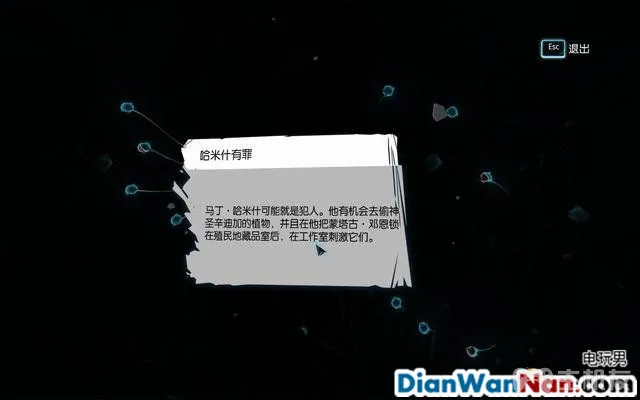 Esc 退出
哈米什有罪
马丁·哈米什可能就是犯人。他有机会去偷神
圣辛迪加的植物，并且在他把蒙塔古·邓恩锁
在殖民地藏品室后，在工作室刺激它们。
电玩男
DianWanNan.com